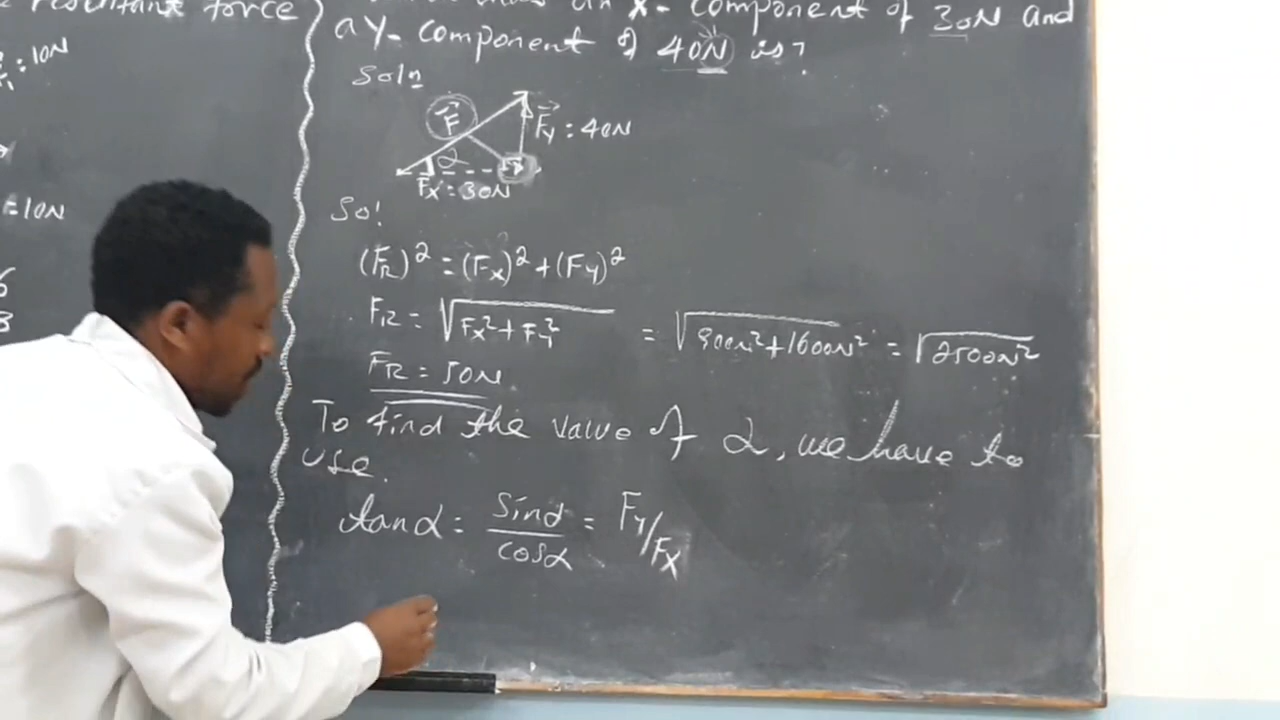 resultant force
: 10N
= 10N
x- component of 30N and
a Y- component of 40N is?
Soln
F
Fy = 40N
α
Fx = 30N
So!
(FR)² = (Fx)² + (Fy)²
FR = √Fx² + Fy² = √900N² + 1600N² = √2500N²
FR = 50N
To find the value of α, we have to
use.
tanα = sinα/cosα = Fy/Fx